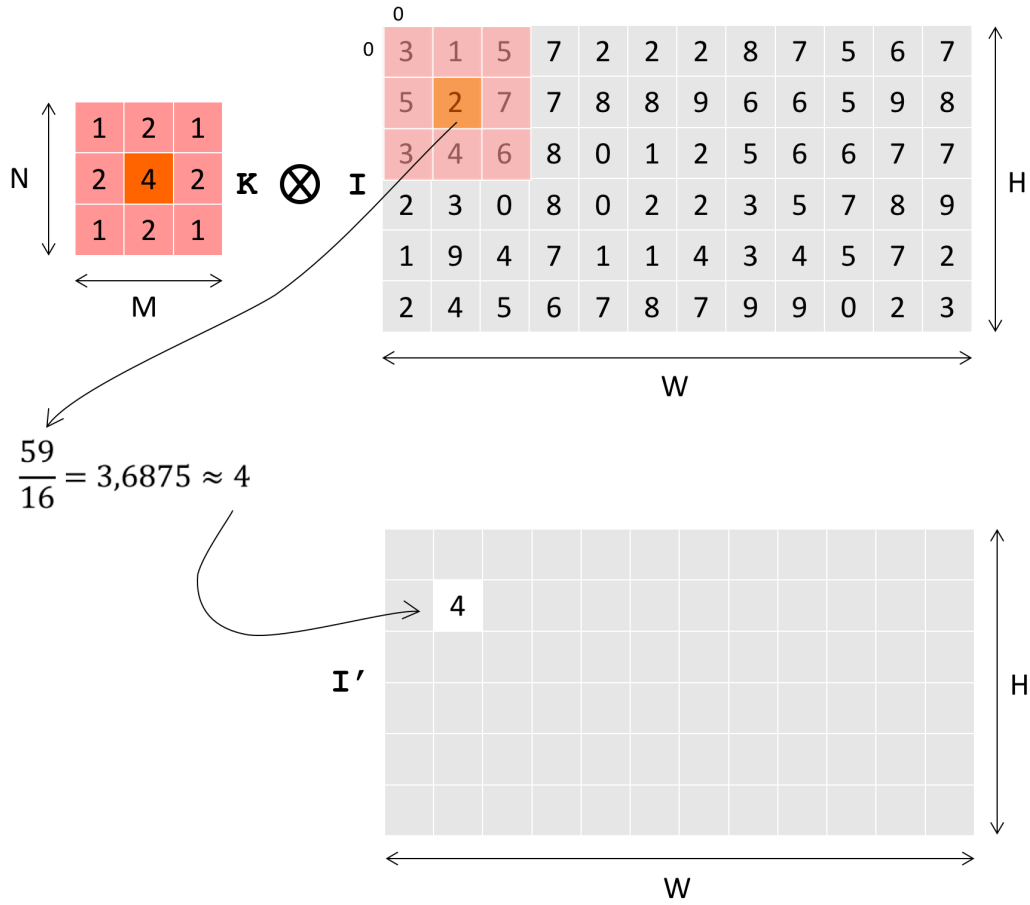 0
0 3 1 5 7 2 2 2 8 7 5 6 7
5 2 7 7 8 8 9 6 6 5 9 8
3 4 6 8 0 1 2 5 6 6 7 7
2 3 0 8 0 2 2 3 5 7 8 9
1 9 4 7 1 1 4 3 4 5 7 2
2 4 5 6 7 8 7 9 9 0 2 3
H
W
1 2 1
N 2 4 2 K ⊗ I
1 2 1
M
59/16 = 3,6875 ≈ 4
4
I′ H
W